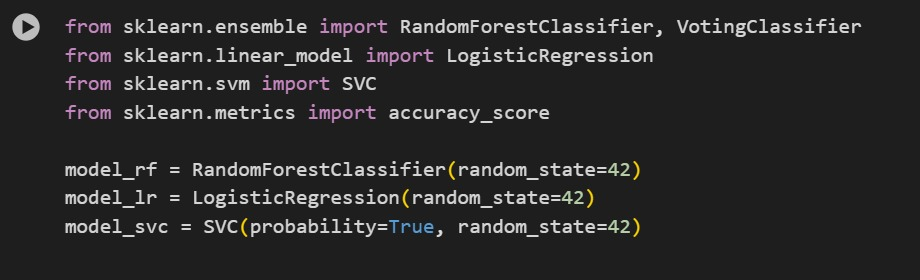 from sklearn.ensemble import RandomForestClassifier, VotingClassifier
from sklearn.linear_model import LogisticRegression
from sklearn.svm import SVC
from sklearn.metrics import accuracy_score
model_rf = RandomForestClassifier(random_state=42)
model_lr = LogisticRegression(random_state=42)
model_svc = SVC(probability=True, random_state=42)